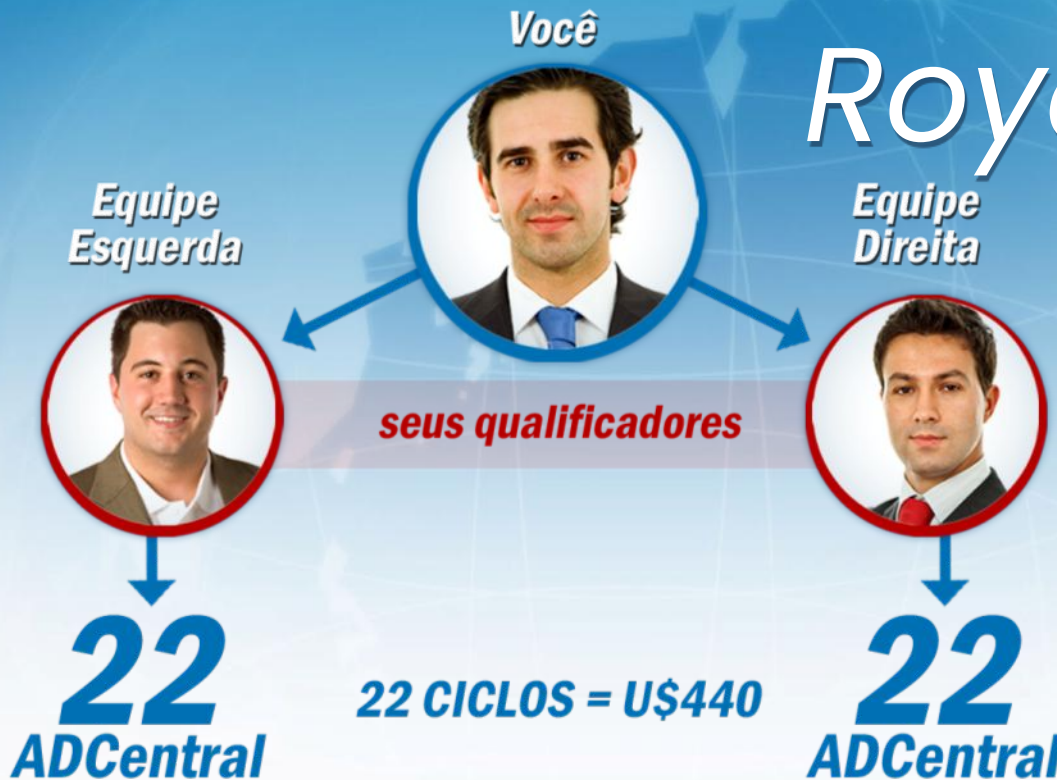 Você
Equipe
Esquerda
Equipe
Direita
seus qualificadores
22
ADCentral
22 CICLOS = U$440
22
ADCentral